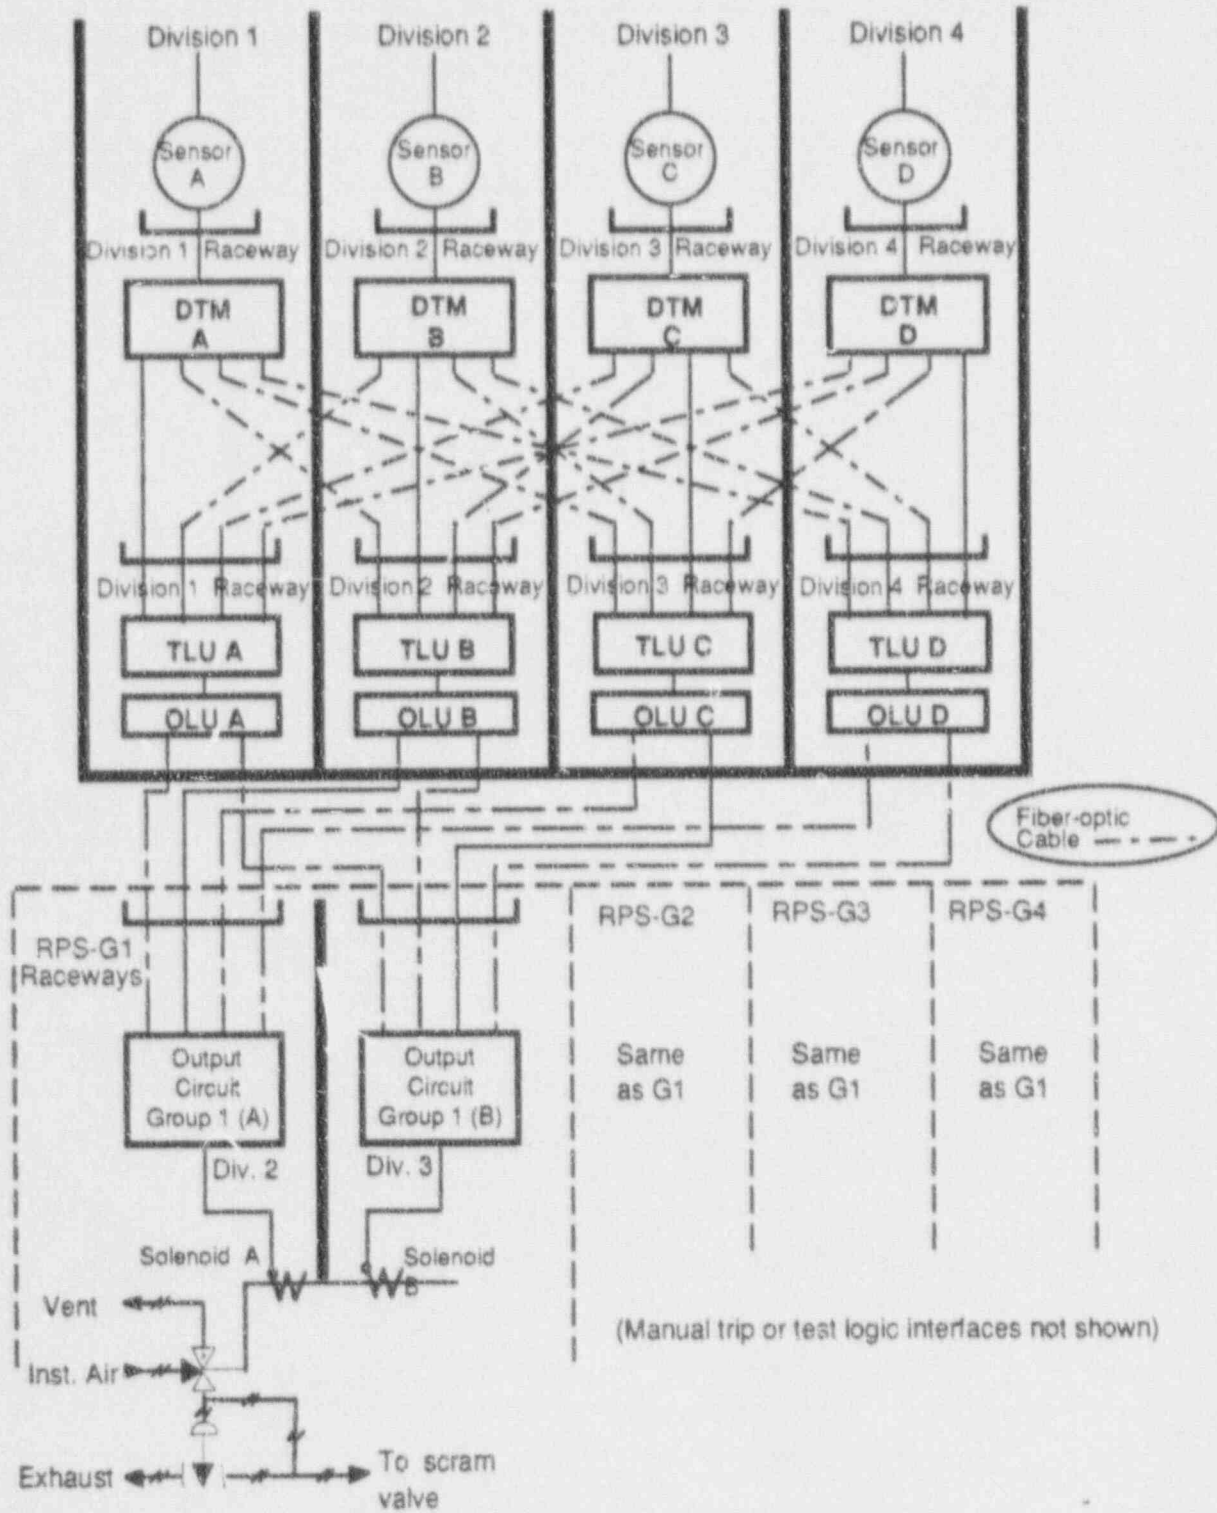 Division 1
Division 2
Division 3
Division 4
Sensor
A
Sensor
B
Sensor
C
Sensor
D
Division 1 Raceway
Division 2 Raceway
Division 3 Raceway
Division 4 Raceway
DTM
A
DTM
B
DTM
C
DTM
D
Division 1 Raceway
Division 2 Raceway
Division 3 Raceway
Division 4 Raceway
TLU A
TLU B
TLU C
TLU D
OLU A
OLU B
OLU C
OLU D
Fiber-optic
Cable
RPS-G1
Raceways
RPS-G2
RPS-G3
RPS-G4
Output
Circuit
Group 1 (A)
Output
Circuit
Group 1 (B)
Same
as G1
Same
as G1
Same
as G1
Div. 2
Div. 3
Solenoid A
Solenoid
B
Vent
Inst. Air
(Manual trip or test logic interfaces not shown)
Exhaust
To scram
valve